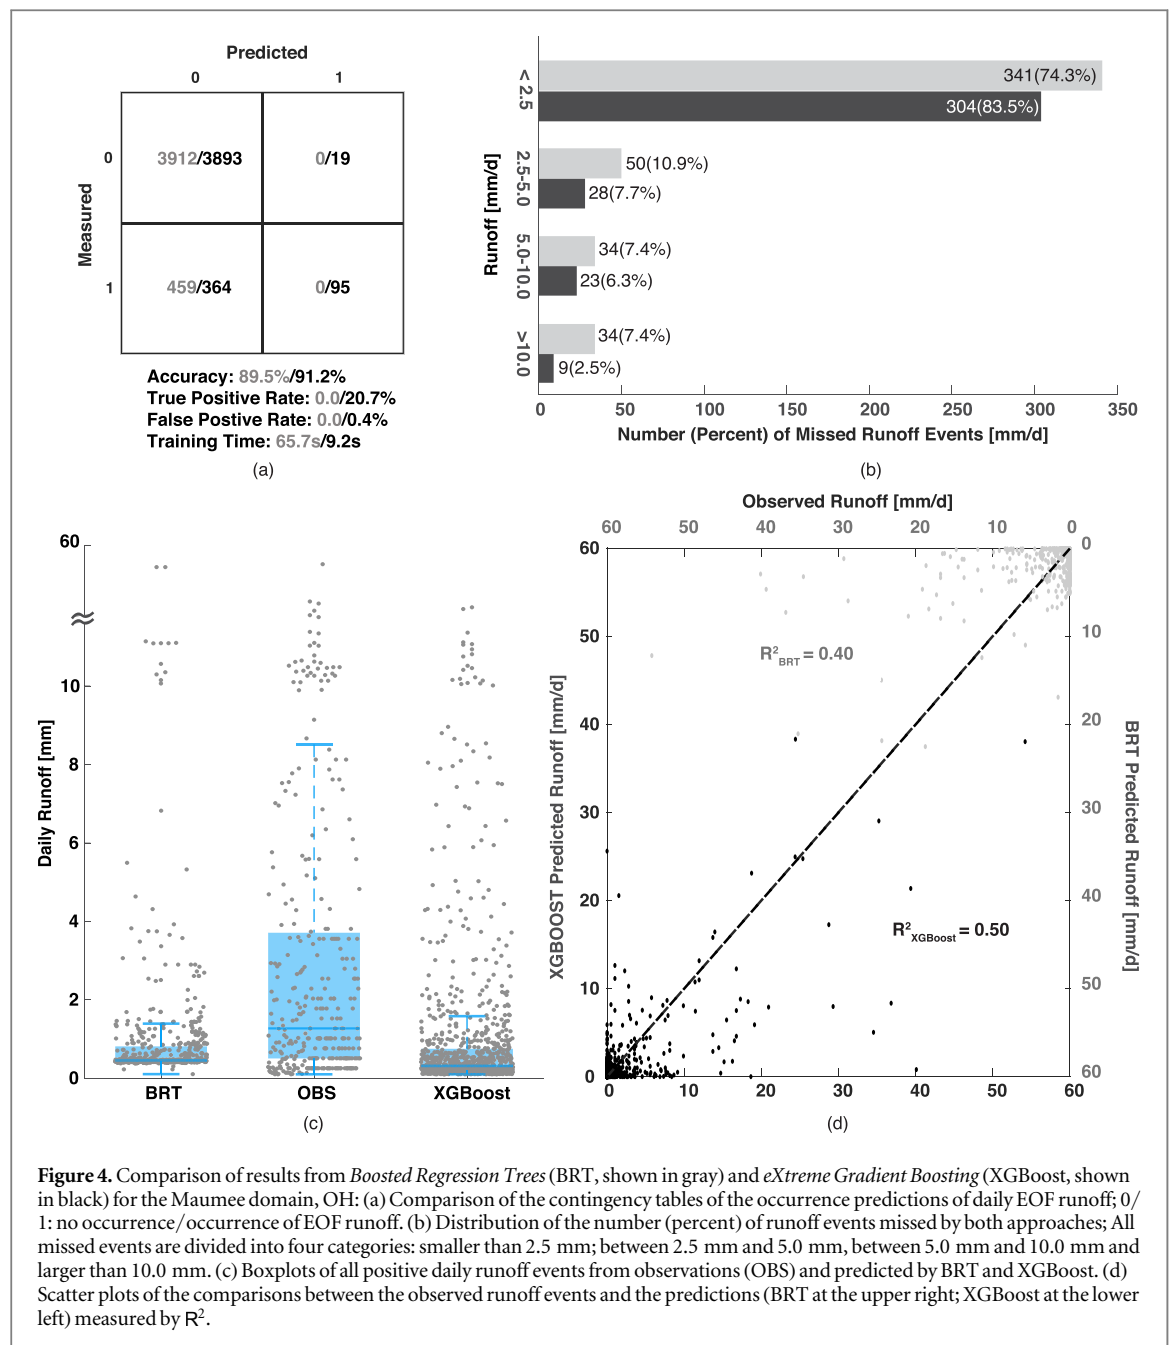 Predicted
0 1
Measured
0
3912/3893 0/19
1
459/364 0/95
Accuracy: 89.5%/91.2%
True Positive Rate: 0.0/20.7%
False Postive Rate: 0.0/0.4%
Training Time: 65.7s/9.2s
(a)
Runoff [mm/d]
< 2.5
341(74.3%)
304(83.5%)
2.5-5.0
50(10.9%)
28(7.7%)
5.0-10.0
34(7.4%)
23(6.3%)
>10.0
34(7.4%)
9(2.5%)
0 50 100 150 200 250 300 350
Number (Percent) of Missed Runoff Events [mm/d]
(b)
Daily Runoff [mm]
60
10
8
6
4
2
0
BRT OBS XGBoost
(c)
Observed Runoff [mm/d]
60 50 40 30 20 10 0
XGBOOST Predicted Runoff [mm/d]
60
50
40
30
20
10
0
R²BRT = 0.40
R²XGBoost = 0.50
0
10
20
30
40
50
60
BRT Predicted Runoff [mm/d]
0 10 20 30 40 50 60
(d)
Figure 4. Comparison of results from Boosted Regression Trees (BRT, shown in gray) and eXtreme Gradient Boosting (XGBoost, shown
in black) for the Maumee domain, OH: (a) Comparison of the contingency tables of the occurrence predictions of daily EOF runoff; 0/
1: no occurrence/occurrence of EOF runoff. (b) Distribution of the number (percent) of runoff events missed by both approaches; All
missed events are divided into four categories: smaller than 2.5 mm; between 2.5 mm and 5.0 mm, between 5.0 mm and 10.0 mm and
larger than 10.0 mm. (c) Boxplots of all positive daily runoff events from observations (OBS) and predicted by BRT and XGBoost. (d)
Scatter plots of the comparisons between the observed runoff events and the predictions (BRT at the upper right; XGBoost at the lower
left) measured by R².